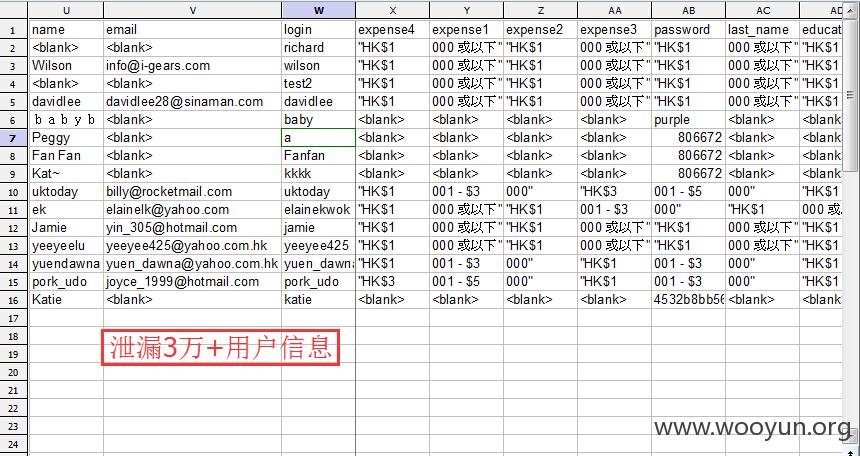 U V W X Y Z AA AB AC AD
1 name email login expense4 expense1 expense2 expense3 password last_name educat
2 <blank> <blank> richard "HK$1 000 或以下" "HK$1 000 或以下" "HK$1 000 或以下" "HK$1
3 Wilson info@i-gears.com wilson "HK$1 000 或以下" "HK$1 000 或以下" "HK$1 000 或以下" "HK$1
4 <blank> <blank> test2 "HK$1 000 或以下" "HK$1 000 或以下" "HK$1 000 或以下" "HK$1
5 davidlee davidlee28@sinaman.com davidlee "HK$1 000 或以下" "HK$1 000 或以下" "HK$1 000 或以下" "HK$1
6 ｂａｂｙｂ <blank> baby <blank> <blank> <blank> <blank> purple <blank> <blank>
7 Peggy <blank> a <blank> <blank> <blank> <blank> 806672 <blank> <blank>
8 Fan Fan <blank> Fanfan <blank> <blank> <blank> <blank> 806672 <blank> <blank>
9 Kat~ <blank> kkkk <blank> <blank> <blank> <blank> 806672 <blank> <blank>
10 uktoday billy@rocketmail.com uktoday "HK$1 001 - $3 000" "HK$3 001 - $5 000" "HK$1
11 ek elainelk@yahoo.com elainekwok "HK$1 000 或以下" "HK$1 001 - $3 000" "HK$1 000 或以
12 Jamie yin_305@hotmail.com jamie "HK$1 000 或以下" "HK$1 000 或以下" "HK$1 000 或以下" "HK$1
13 yeeyeelu yeeyee425@yahoo.com.hk yeeyee425 "HK$1 000 或以下" "HK$1 000 或以下" "HK$1 000 或以下" "HK$1
14 yuendawna yuen_dawna@yahoo.com.hk yuen_dawna "HK$1 001 - $3 000" "HK$1 001 - $3 000" "HK$1
15 pork_udo joyce_1999@hotmail.com pork_udo "HK$3 001 - $5 000" "HK$1 001 - $3 000" "HK$1
16 Katie <blank> katie <blank> <blank> <blank> <blank> 4532b8bb56 <blank> <blank>
17
18
泄漏3万+用户信息
19
20
21
22
23
www.wooyun.org
24